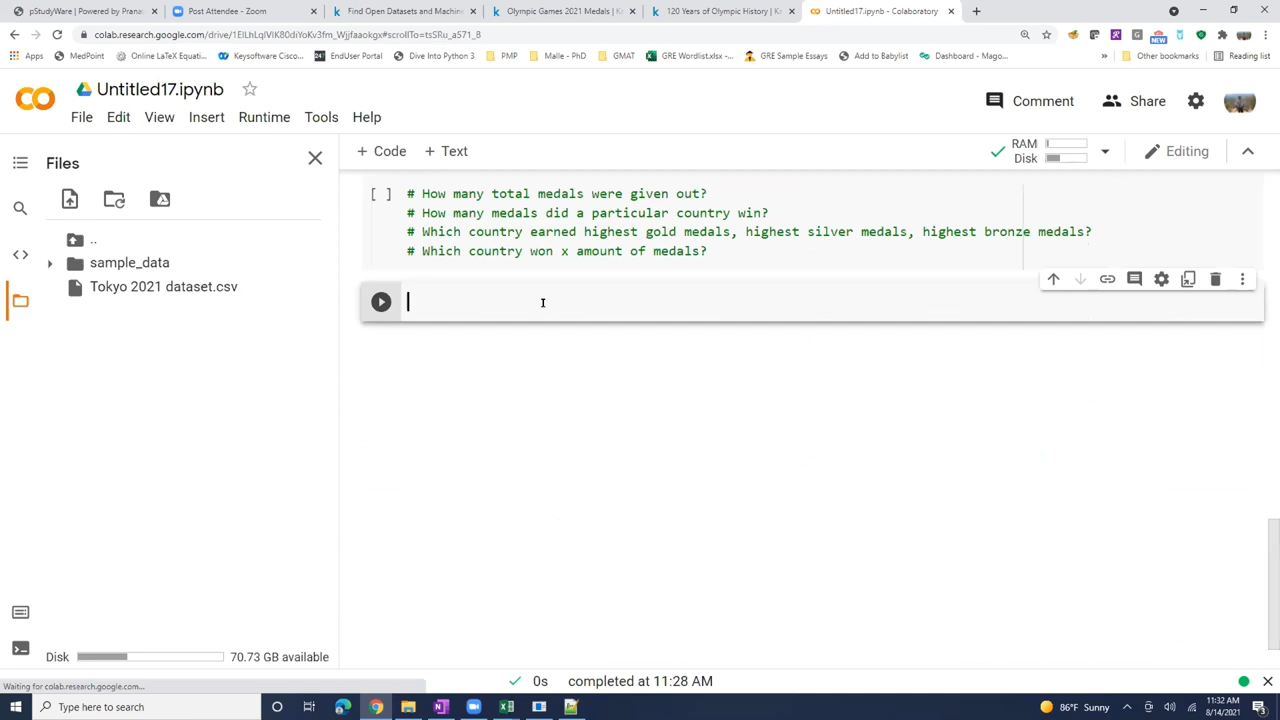 pStudyWare | Powered by Prana
Post Attendee - Zoom
Find Open Datasets and Machine
Olympic Games 2021 Medals | K
120 Years of Olympic History | K
Untitled17.ipynb - Colaboratory
colab.research.google.com/drive/
Apps
MedPoint
Online LaTeX Equati...
Keysoftware Cisco...
EndUser Portal
Dive Into Python 3
PMP
Malle - PhD
GMAT
GRE Wordlist.xlsx -...
GRE Sample Essays
Add to Babylist
Dashboard - Mago...
»
Other bookmarks
Reading list
CO
Untitled17.ipynb
File Edit View Insert Runtime Tools Help
Comment
Share
Files
+ Code + Text
RAM
Disk
Editing
..
sample_data
Tokyo 2021 dataset.csv
[ ] # How many total medals were given out?
# How many medals did a particular country win?
# Which country earned highest gold medals, highest silver medals, highest bronze medals?
# Which country won x amount of medals?
Disk
70.73 GB available
Waiting for colab.research.google.com...
0s completed at 11:28 AM
Type here to search
86°F Sunny
11:32 AM
8/14/2021